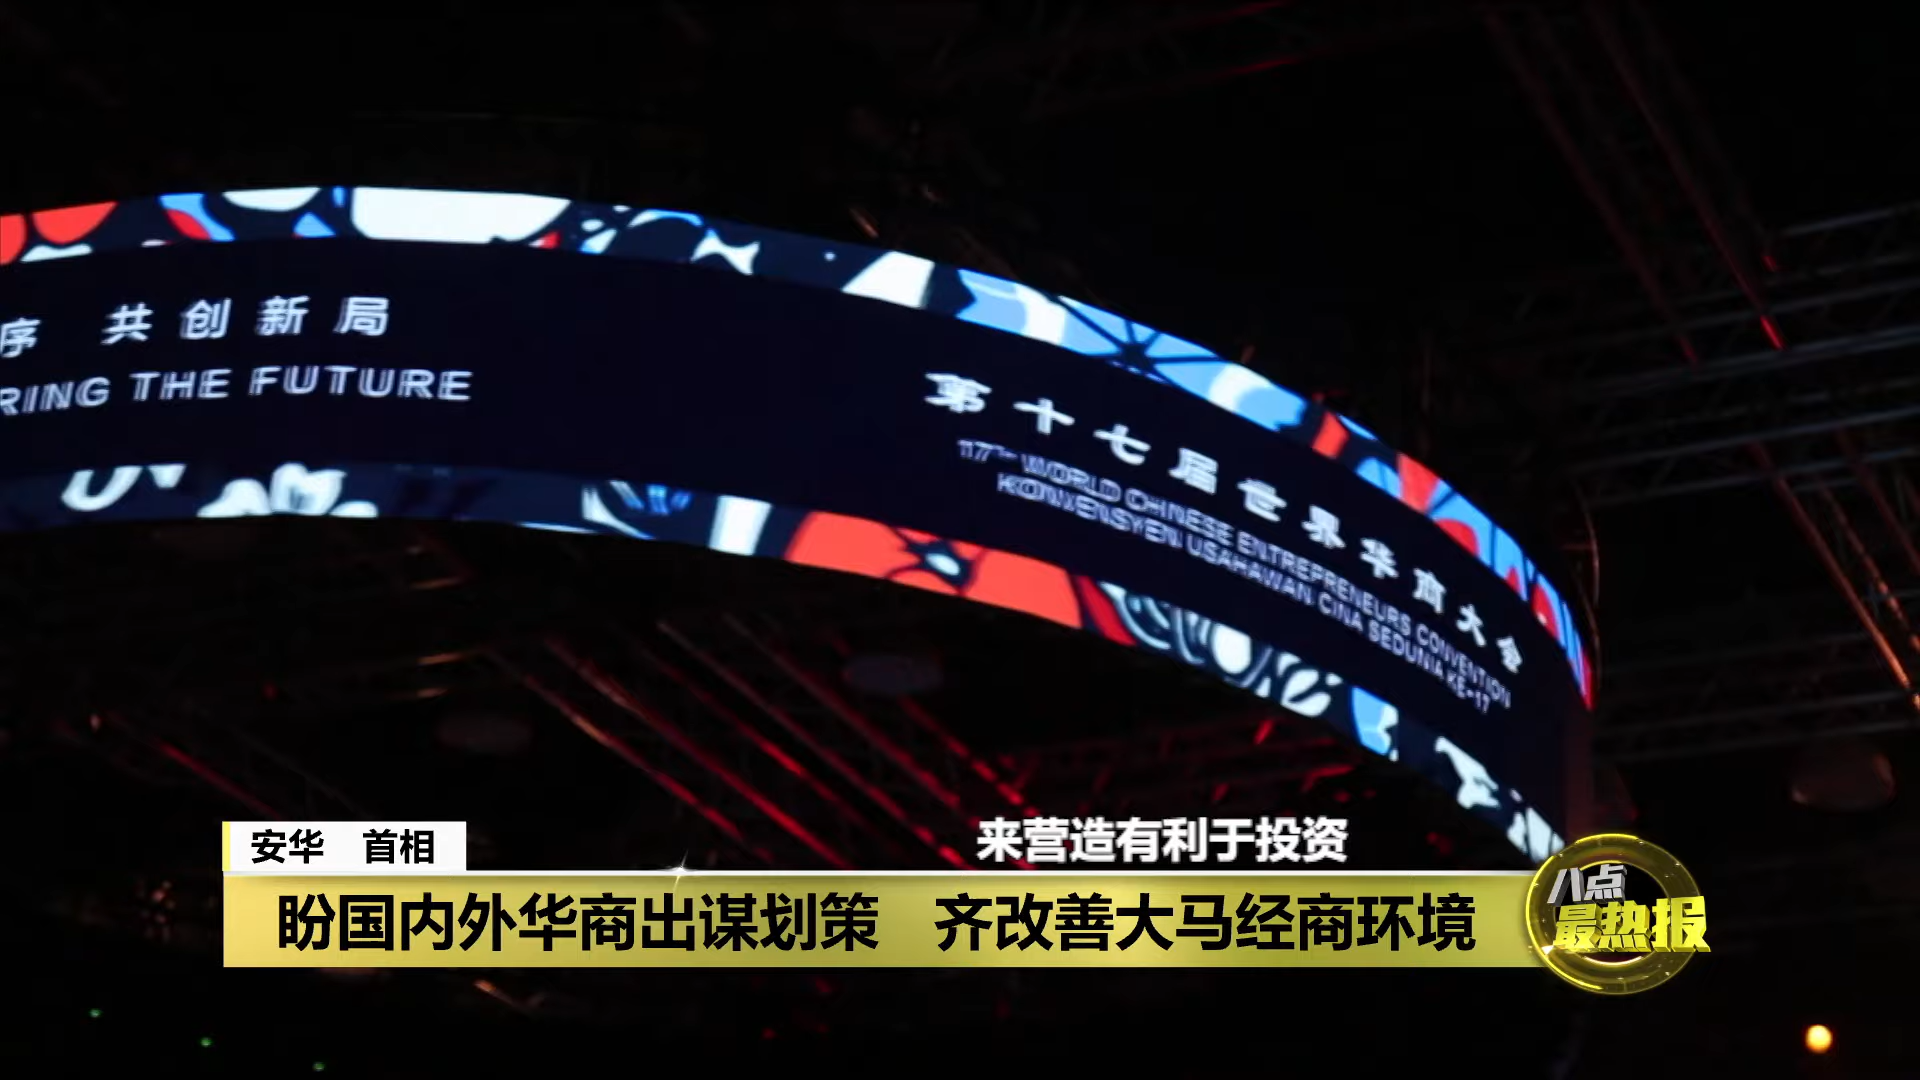 序 共创新局
RING THE FUTURE
第十七届世界华商大会
17TH WORLD CHINESE ENTREPRENEURS CONVENTION
KONVENSYEN USAHAWAN CINA SEDUNIA KE-17
来营造有利于投资
安华 首相
盼国内外华商出谋划策 齐改善大马经商环境
八点
最热报